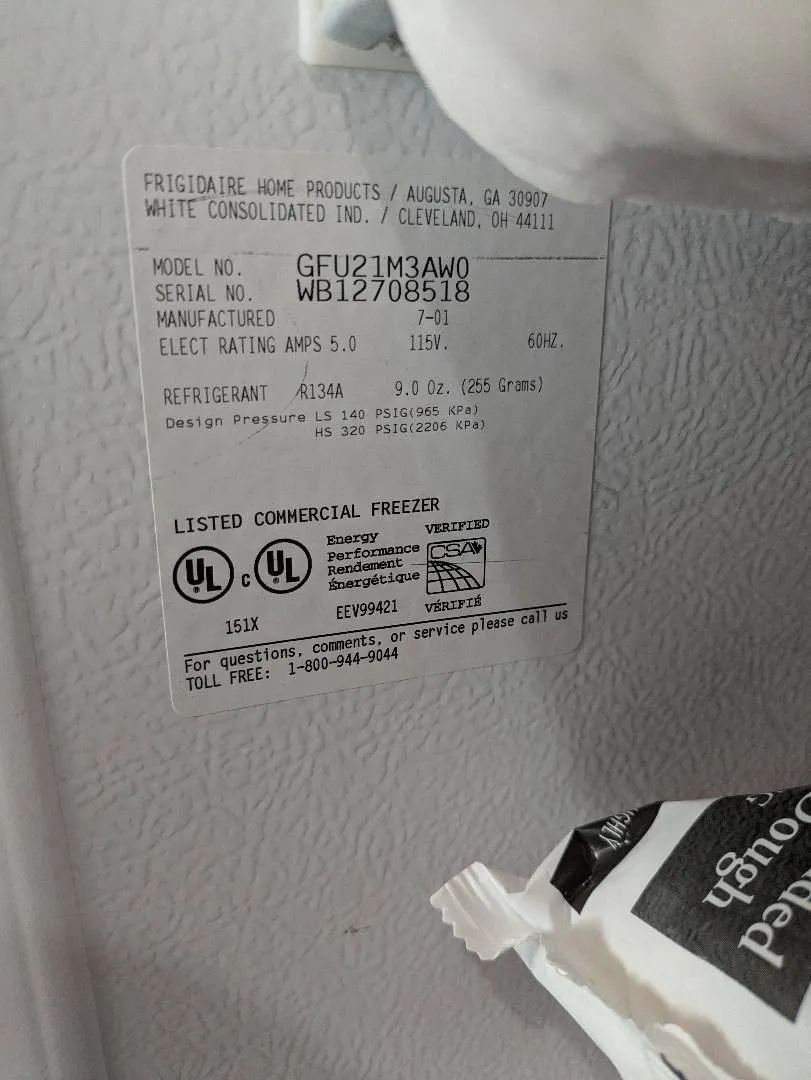 FRIGIDAIRE HOME PRODUCTS / AUGUSTA, GA 30907
WHITE CONSOLIDATED IND. / CLEVELAND, OH 44111
MODEL NO. GFU21M3AW0
SERIAL NO. WB12708518
MANUFACTURED 7-01
ELECT RATING AMPS 5.0 115V. 60HZ.
REFRIGERANT R134A 9.0 Oz. (255 Grams)
Design Pressure LS 140 PSIG(965 KPa)
HS 320 PSIG(2206 KPa)
LISTED COMMERCIAL FREEZER
UL ® c UL ®
Energy
Performance
Rendement
Énergétique
VERIFIED
CSA
VÉRIFIÉ
151X
EEV99421
For questions, comments, or service please call us
TOLL FREE: 1-800-944-9044
Dough